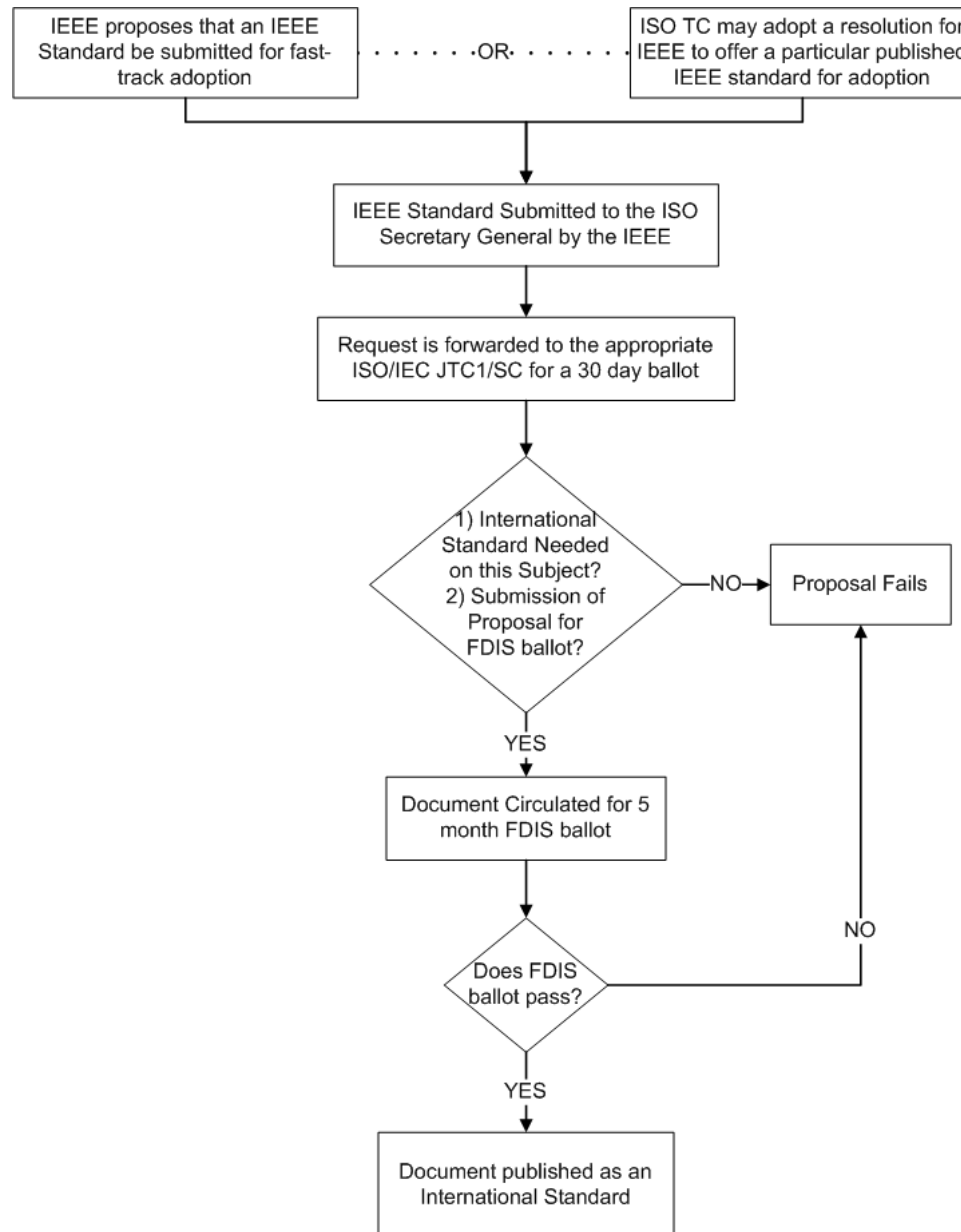 IEEE proposes that an IEEE
Standard be submitted for fast-
track adoption
OR
ISO TC may adopt a resolution for
IEEE to offer a particular published
IEEE standard for adoption
IEEE Standard Submitted to the ISO
Secretary General by the IEEE
Request is forwarded to the appropriate
ISO/IEC JTC1/SC for a 30 day ballot
1) International
Standard Needed
on this Subject?
2) Submission of
Proposal for
FDIS ballot?
NO
Proposal Fails
YES
Document Circulated for 5
month FDIS ballot
Does FDIS
ballot pass?
NO
YES
Document published as an
International Standard